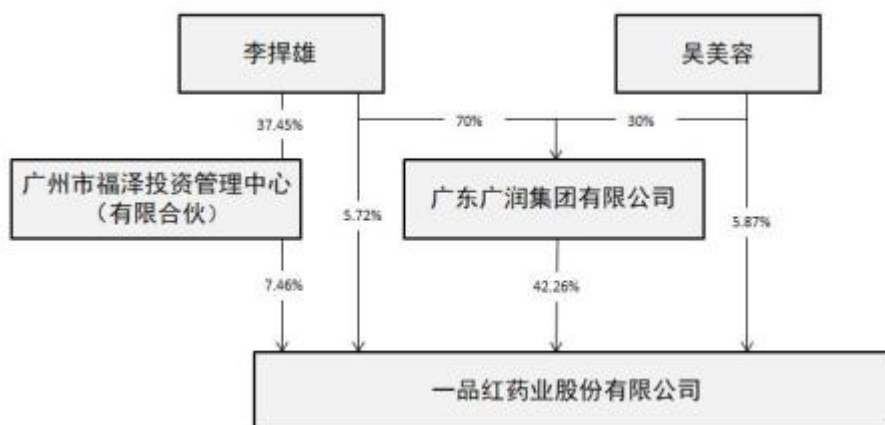 李捍雄
吴美容
37.45%
70%
30%
广州市福泽投资管理中心
（有限合伙）
广东广润集团有限公司
5.72%
5.87%
7.46%
42.26%
一品红药业股份有限公司